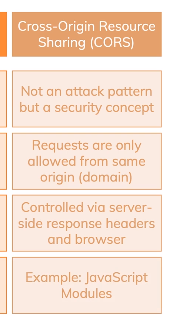 Cross-Origin Resource
Sharing (CORS)
Not an attack pattern
but a security concept
Requests are only
allowed from same
origin (domain)
Controlled via server-
side response headers
and browser
Example: JavaScript
Modules